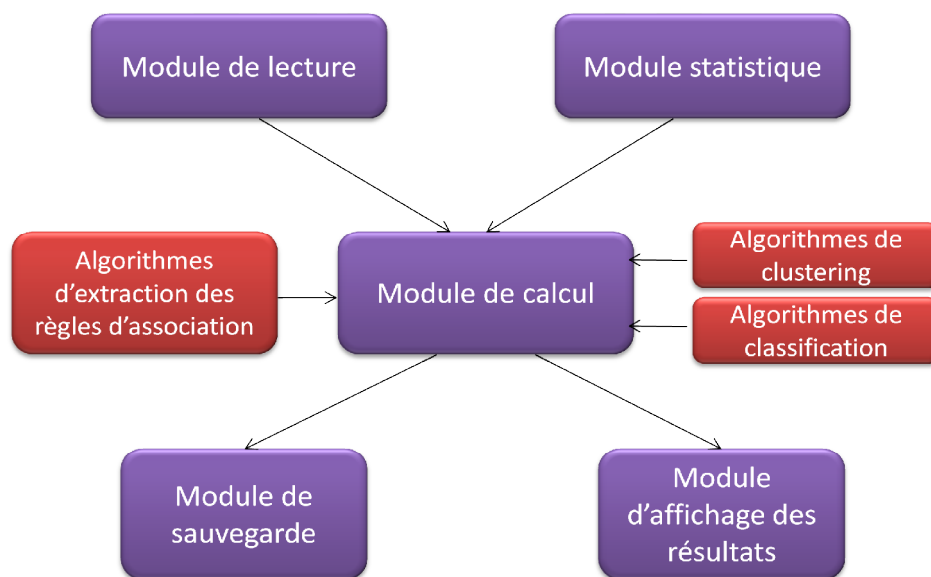 Module de lecture
Module statistique
Algorithmes
d’extraction des
règles d’association
Module de calcul
Algorithmes de
clustering
Algorithmes de
classification
Module de
sauvegarde
Module
d’affichage des
résultats